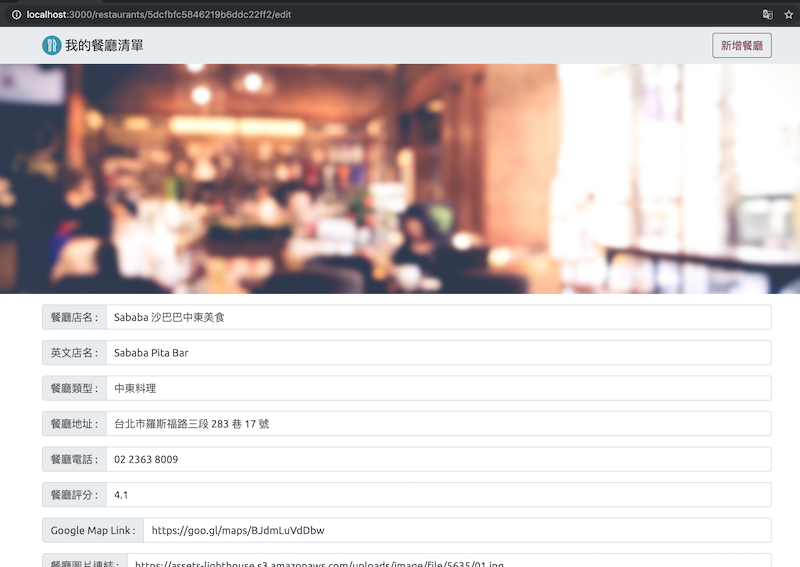 localhost:3000/restaurants/5dcfbfc5846219b6ddc22ff2/edit
我的餐廳清單
新增餐廳
餐廳店名 : Sababa 沙巴巴中東美食
英文店名 : Sababa Pita Bar
餐廳類型 : 中東料理
餐廳地址 : 台北市羅斯福路三段 283 巷 17 號
餐廳電話 : 02 2363 8009
餐廳評分 : 4.1
Google Map Link : https://goo.gl/maps/BJdmLuVdDbw
餐廳圖片連結 : https://assets-lighthouse.s3.amazonaws.com/uploads/image/file/5635/01.jpg